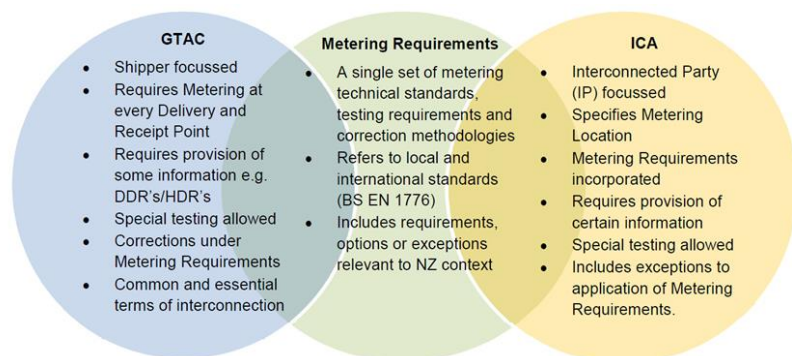 GTAC
• Shipper focussed
• Requires Metering at
every Delivery and
Receipt Point
• Requires provision of
some information e.g.
DDR's/HDR's
• Special testing allowed
• Corrections under
Metering Requirements
• Common and essential
terms of interconnection
Metering Requirements
• A single set of metering
technical standards,
testing requirements and
correction methodologies
• Refers to local and
international standards
(BS EN 1776)
• Includes requirements,
options or exceptions
relevant to NZ context
ICA
• Interconnected Party
(IP) focussed
• Specifies Metering
Location
• Metering Requirements
incorporated
• Requires provision of
certain information
• Special testing allowed
• Includes exceptions to
application of Metering
Requirements.